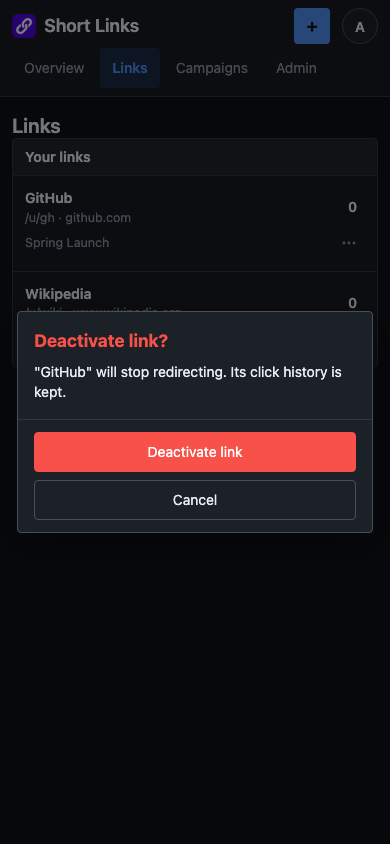 Short Links
+
A
Overview
Links
Campaigns
Admin
Links
Your links
GitHub
0
/u/gh · github.com
Spring Launch
···
Wikipedia
0
Deactivate link?
"GitHub" will stop redirecting. Its click history is
kept.
Deactivate link
Cancel